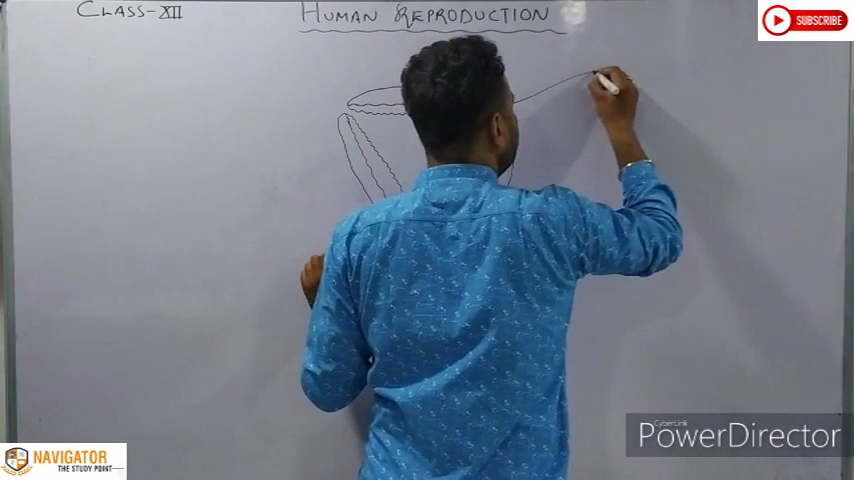 CLASS-XII
HUMAN REPRODUCTION
SUBSCRIBE
CyberLink
PowerDirector
NAVIGATOR
THE STUDY POINT